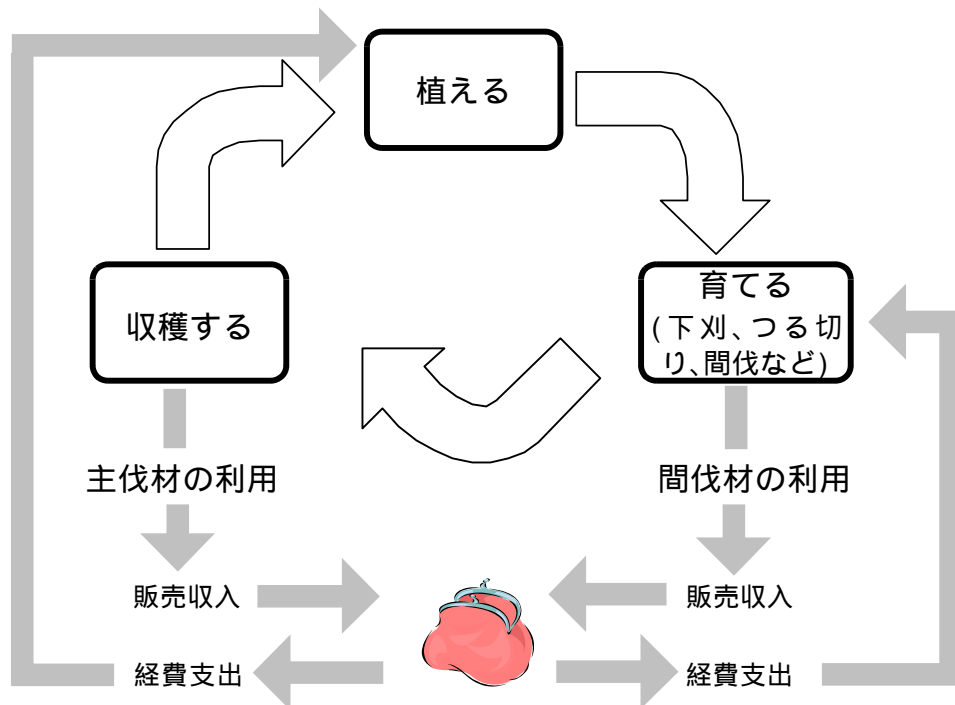 植える
収穫する
育てる
(下刈、つる切
り、間伐など)
主伐材の利用
間伐材の利用
販売収入
販売収入
経費支出
経費支出